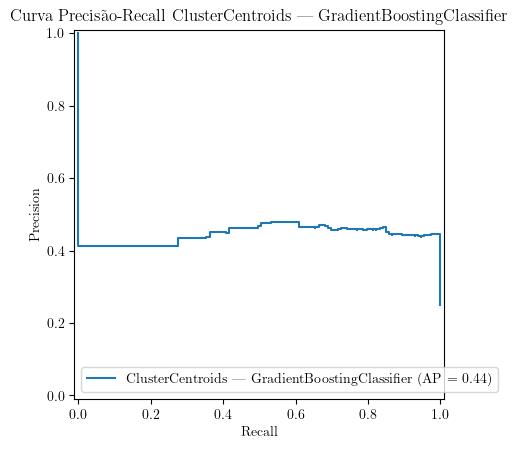 Curva Precisão-Recall ClusterCentroids — GradientBoostingClassifier
1.0
0.8
0.6
0.4
0.2
0.0
Precision
ClusterCentroids — GradientBoostingClassifier (AP = 0.44)
0.0 0.2 0.4 0.6 0.8 1.0
Recall